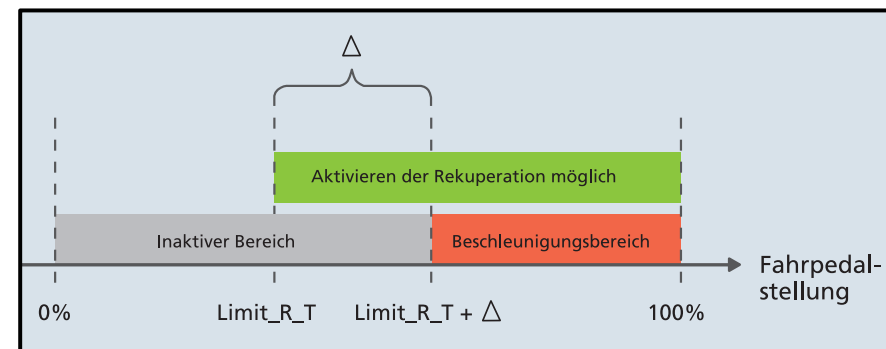 Δ
Aktivieren der Rekuperation möglich
Inaktiver Bereich
Beschleunigungsbereich
Fahrpedal-
stellung
0%
Limit_R_T
Limit_R_T + Δ
100%